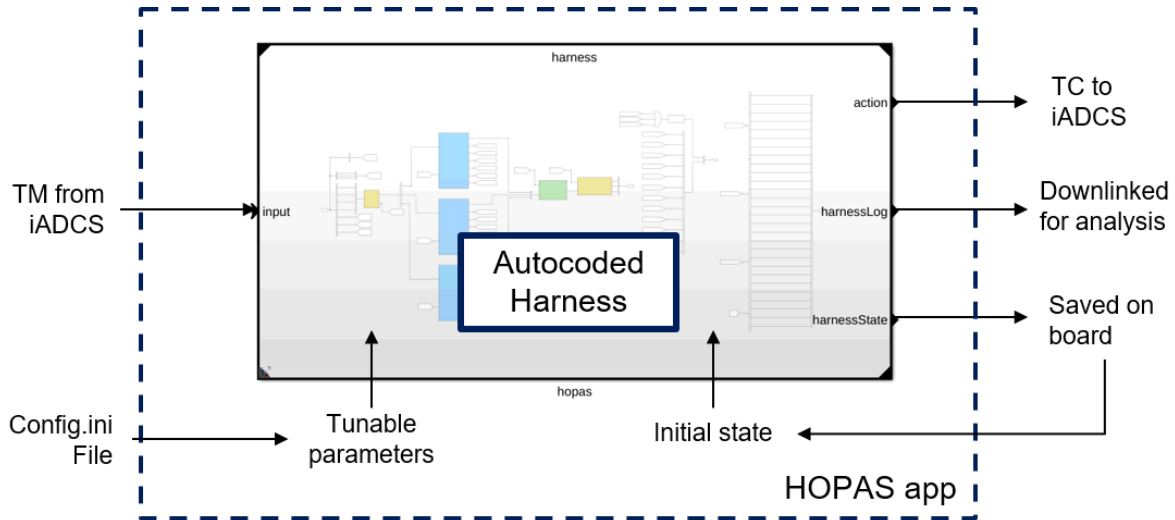 harness
action
TC to
iADCS
TM from
iADCS
input
harnessLog
Downlinked
for analysis
Autocoded
Harness
harnessState
Saved on
board
hopas
Config.ini
File
Tunable
parameters
Initial state
HOPAS app